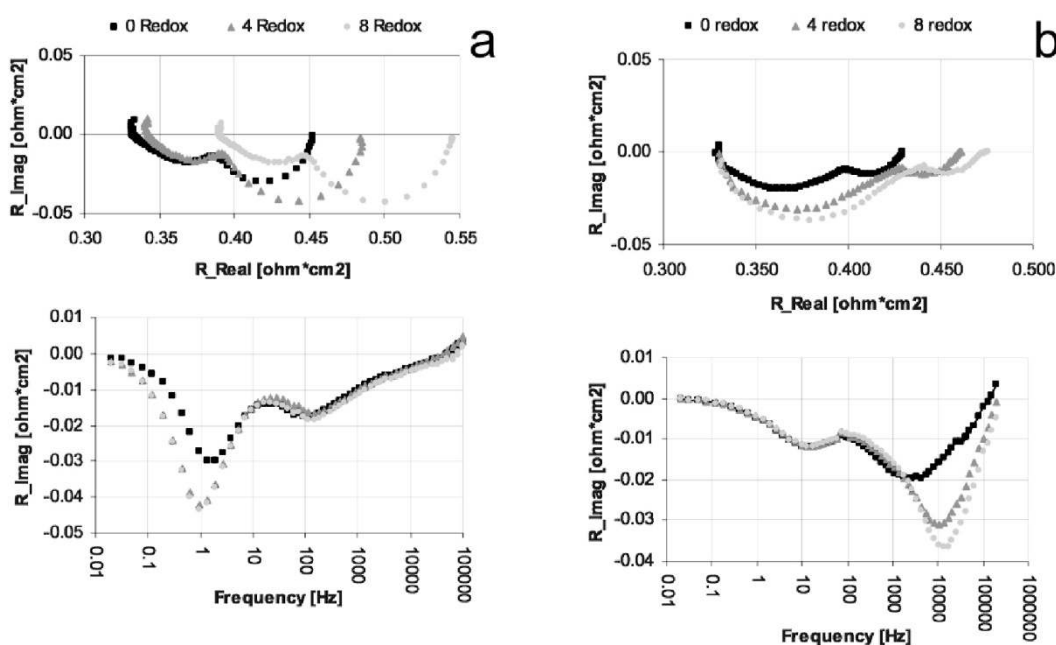 0 Redox 4 Redox 8 Redox
a
R_Imag [ohm*cm2]
0.05
0.00
-0.05
0.30 0.35 0.40 0.45 0.50 0.55
R_Real [ohm*cm2]
R_Imag [ohm*cm2]
0.01
0.00
-0.01
-0.02
-0.03
-0.04
-0.05
0.01 0.1 1 10 100 1000 10000 100000
Frequency [Hz]
0 redox 4 redox 8 redox
b
R_Imag [ohm*cm2]
0.05
0.00
-0.05
0.300 0.350 0.400 0.450 0.500
R_Real [ohm*cm2]
R_Imag [ohm*cm2]
0.01
0.00
-0.01
-0.02
-0.03
-0.04
0.01 0.1 1 10 100 1000 10000 100000 1000000
Frequency [Hz]